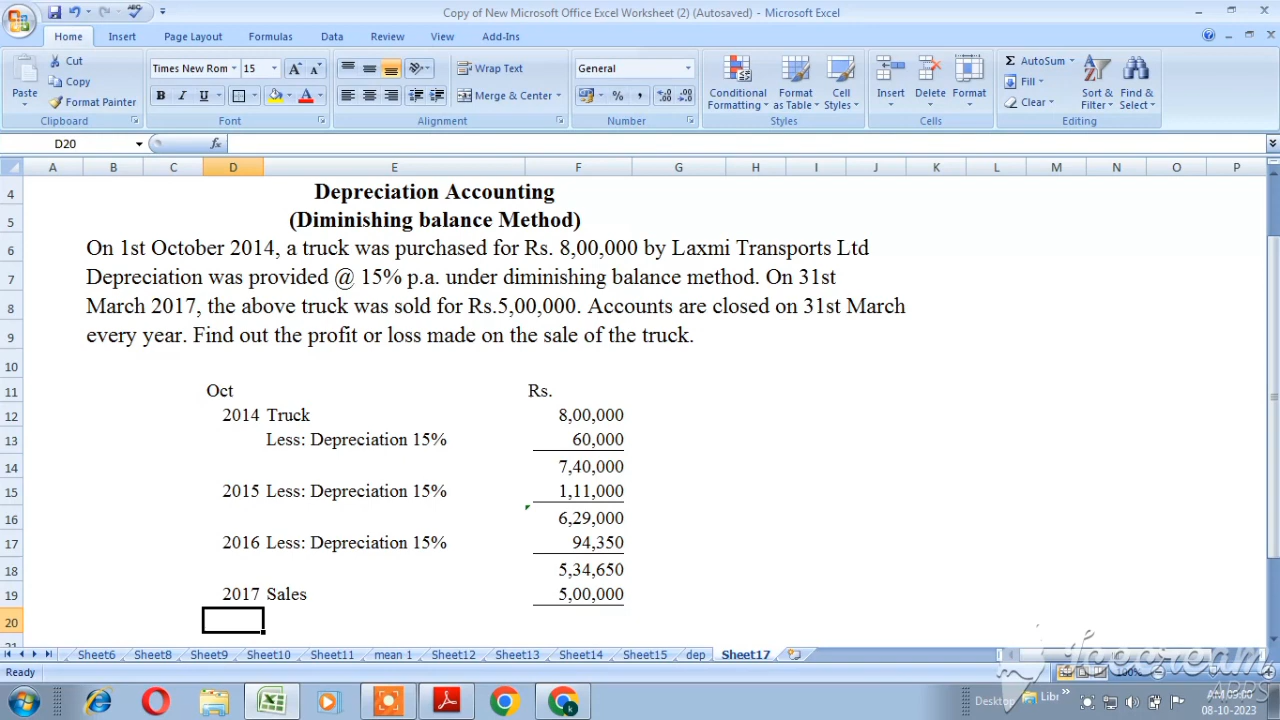 Copy of New Microsoft Office Excel Worksheet (2) (Autosaved) - Microsoft Excel
Home Insert Page Layout Formulas Data Review View Add-Ins
Paste
Cut
Copy
Format Painter
Clipboard
Times New Rom 15
B I U
Font
Wrap Text
Merge & Center
Alignment
General
% ,
Number
Conditional Formatting
Format as Table
Cell Styles
Styles
Insert Delete Format
Cells
Σ AutoSum
Fill
Clear
Sort & Filter
Find & Select
Editing
D20 fx
A B C D E F G H I J K L M N O P
4 Depreciation Accounting
5 (Diminishing balance Method)
6 On 1st October 2014, a truck was purchased for Rs. 8,00,000 by Laxmi Transports Ltd
7 Depreciation was provided @ 15% p.a. under diminishing balance method. On 31st
8 March 2017, the above truck was sold for Rs.5,00,000. Accounts are closed on 31st March
9 every year. Find out the profit or loss made on the sale of the truck.
10
11 Oct Rs.
12 2014 Truck 8,00,000
13 Less: Depreciation 15% 60,000
14 7,40,000
15 2015 Less: Depreciation 15% 1,11,000
16 6,29,000
17 2016 Less: Depreciation 15% 94,350
18 5,34,650
19 2017 Sales 5,00,000
20
21
Sheet6 Sheet8 Sheet9 Sheet10 Sheet11 mean 1 Sheet12 Sheet13 Sheet14 Sheet15 dep Sheet17
Ready 100%
Desktop Libr » AM 09:00
08-10-2023
APPS